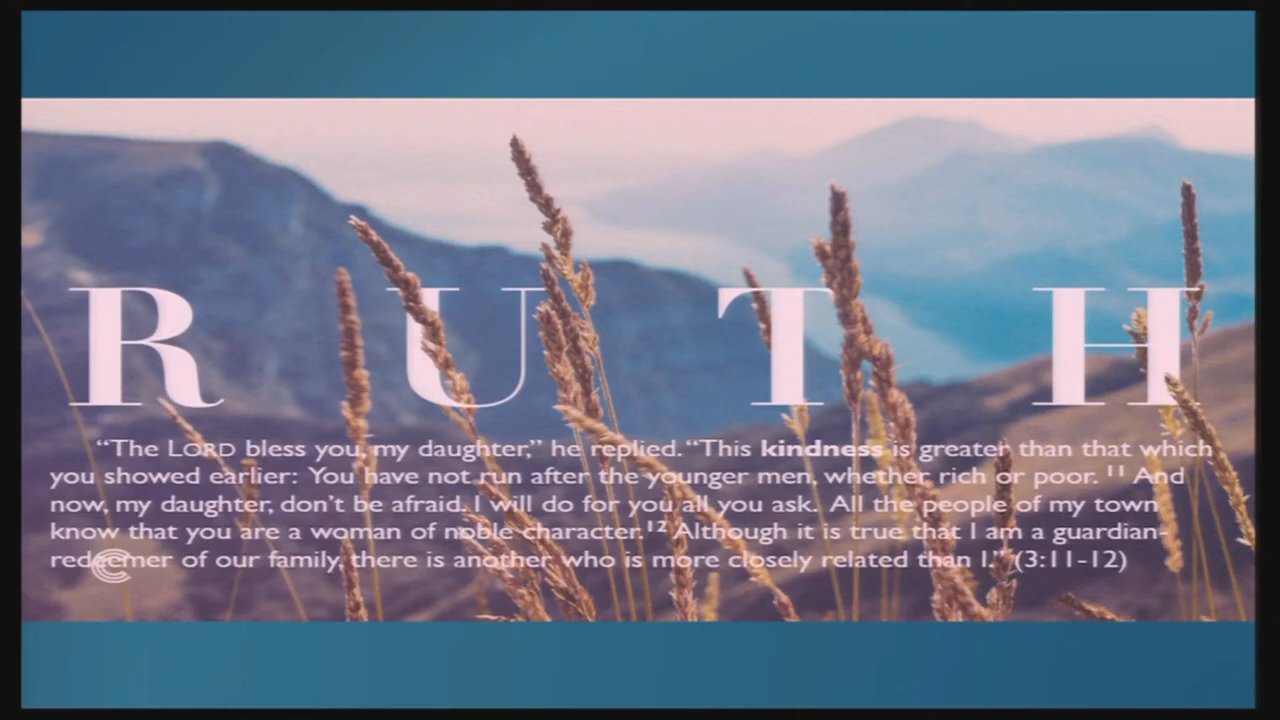 R U T H
“The LORD bless you, my daughter,” he replied. “This kindness is greater than that which
you showed earlier: You have not run after the younger men, whether rich or poor. ¹¹ And
now, my daughter, don’t be afraid. I will do for you all you ask. All the people of my town
know that you are a woman of noble character.¹² Although it is true that I am a guardian-
redeemer of our family, there is another who is more closely related than I.” (3:11-12)